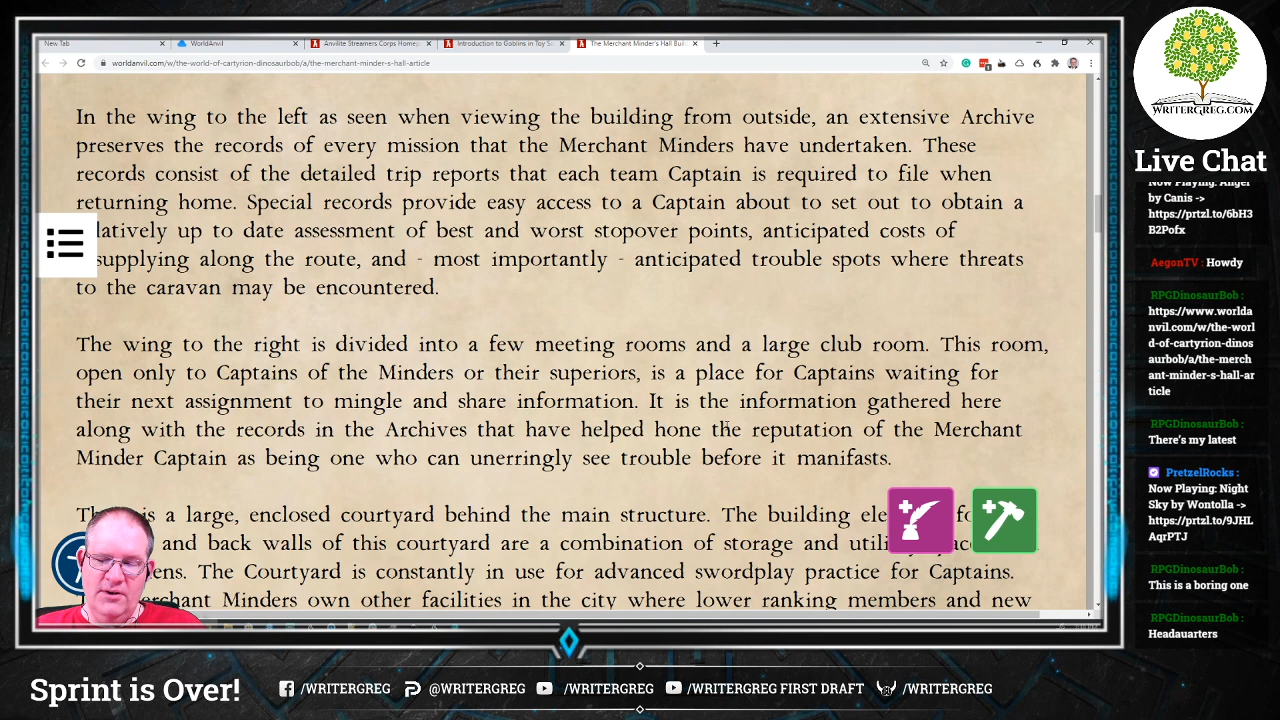 New Tab
WorldAnvil
Anvilite Streamers Corps Home
Introduction to Goblins in Toy S
The Merchant Minder's Hall Buil
worldanvil.com/w/the-world-of-cartyrion-dinosaurbob/a/the-merchant-minder-s-hall-article
In the wing to the left as seen when viewing the building from outside, an extensive Archive
preserves the records of every mission that the Merchant Minders have undertaken. These
records consist of the detailed trip reports that each team Captain is required to file when
returning home. Special records provide easy access to a Captain about to set out to obtain a
latively up to date assessment of best and worst stopover points, anticipated costs of
supplying along the route, and - most importantly - anticipated trouble spots where threats
to the caravan may be encountered.
The wing to the right is divided into a few meeting rooms and a large club room. This room,
open only to Captains of the Minders or their superiors, is a place for Captains waiting for
their next assignment to mingle and share information. It is the information gathered here
along with the records in the Archives that have helped hone the reputation of the Merchant
Minder Captain as being one who can unerringly see trouble before it manifasts.
is a large, enclosed courtyard behind the main structure. The building ele
and back walls of this courtyard are a combination of storage and utili
ens. The Courtyard is constantly in use for advanced swordplay practice for Captains.
erchant Minders own other facilities in the city where lower ranking members and new
WRITERGREG.COM
Live Chat
Now Playing: Anger
by Canis ->
https://prtzl.to/6bH3
B2Pofx
AegonTV : Howdy
RPGDinosaurBob :
https://www.worlda
nvil.com/w/the-worl
d-of-cartyrion-dinos
aurbob/a/the-merch
ant-minder-s-hall-ar
ticle
RPGDinosaurBob :
There's my latest
PretzelRocks :
Now Playing: Night
Sky by Wontolla ->
https://prtzl.to/9JHL
AqrPTJ
RPGDinosaurBob :
This is a boring one
RPGDinosaurBob :
Headauarters
Sprint is Over!
/WRITERGREG
@WRITERGREG
/WRITERGREG
/WRITERGREG FIRST DRAFT
/WRITERGREG